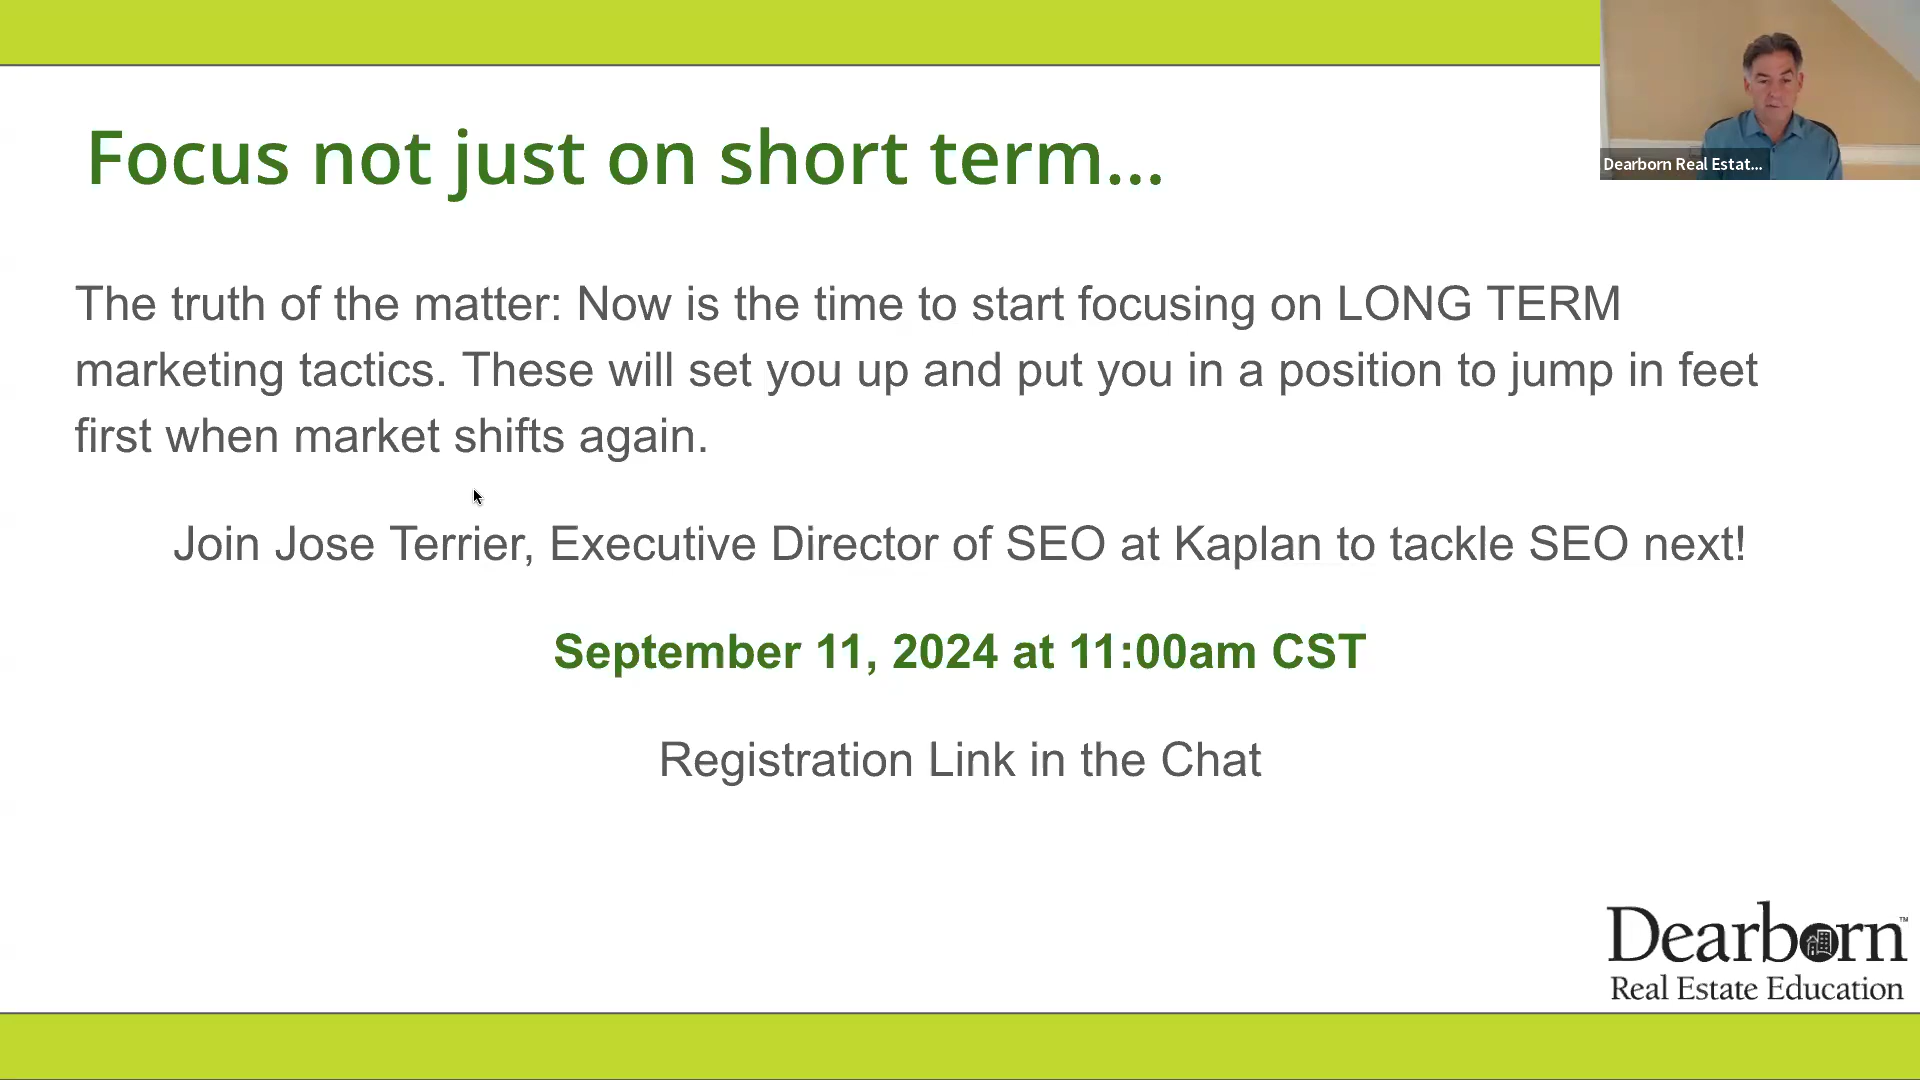 Focus not just on short term...
Dearborn Real Estat...
The truth of the matter: Now is the time to start focusing on LONG TERM
marketing tactics. These will set you up and put you in a position to jump in feet
first when market shifts again.
Join Jose Terrier, Executive Director of SEO at Kaplan to tackle SEO next!
September 11, 2024 at 11:00am CST
Registration Link in the Chat
Dearborn™
Real Estate Education